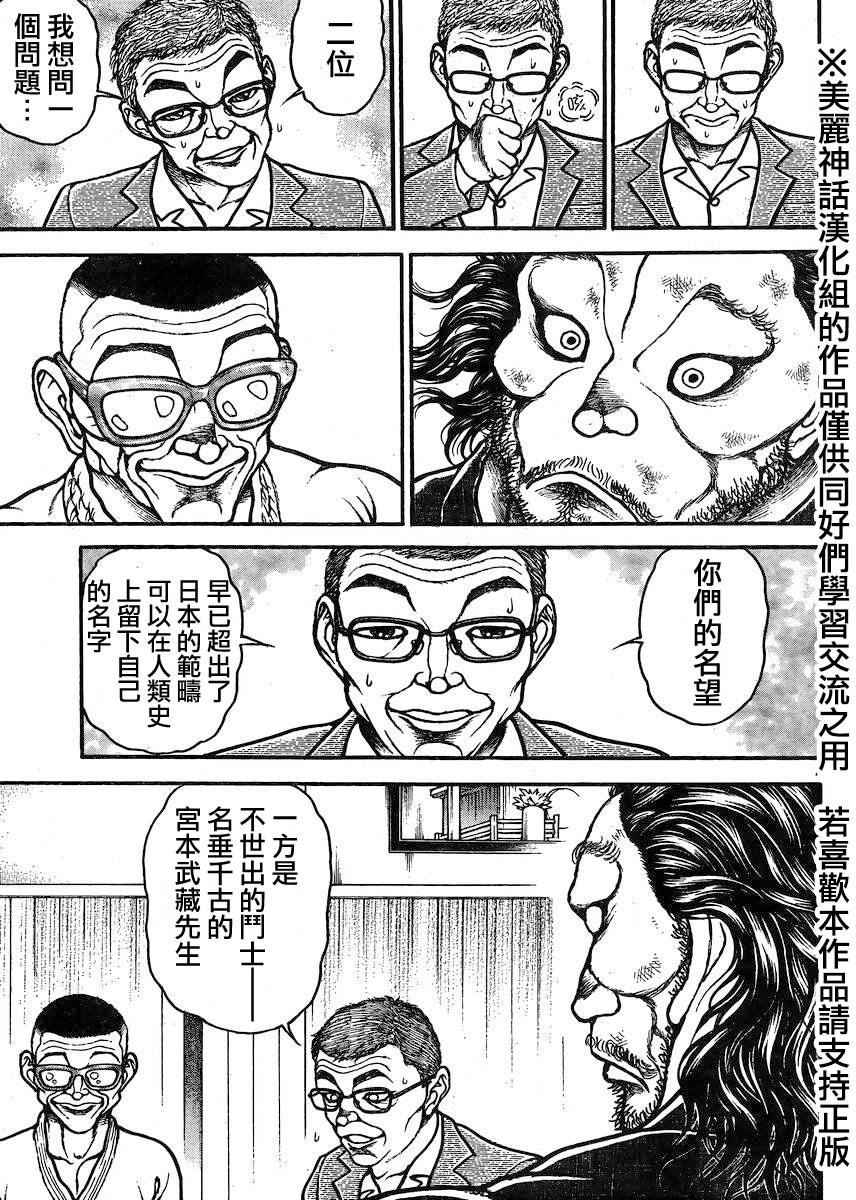 咳
二位
我想問一
個問題…
你們的名望
早已超出了
日本的範疇
可以在人類史
上留下自己
的名字
一方是
不世出的鬥士——
名垂千古的
宮本武藏先生
※美麗神話漢化組的作品僅供同好們學習交流之用 若喜歡本作品請支持正版